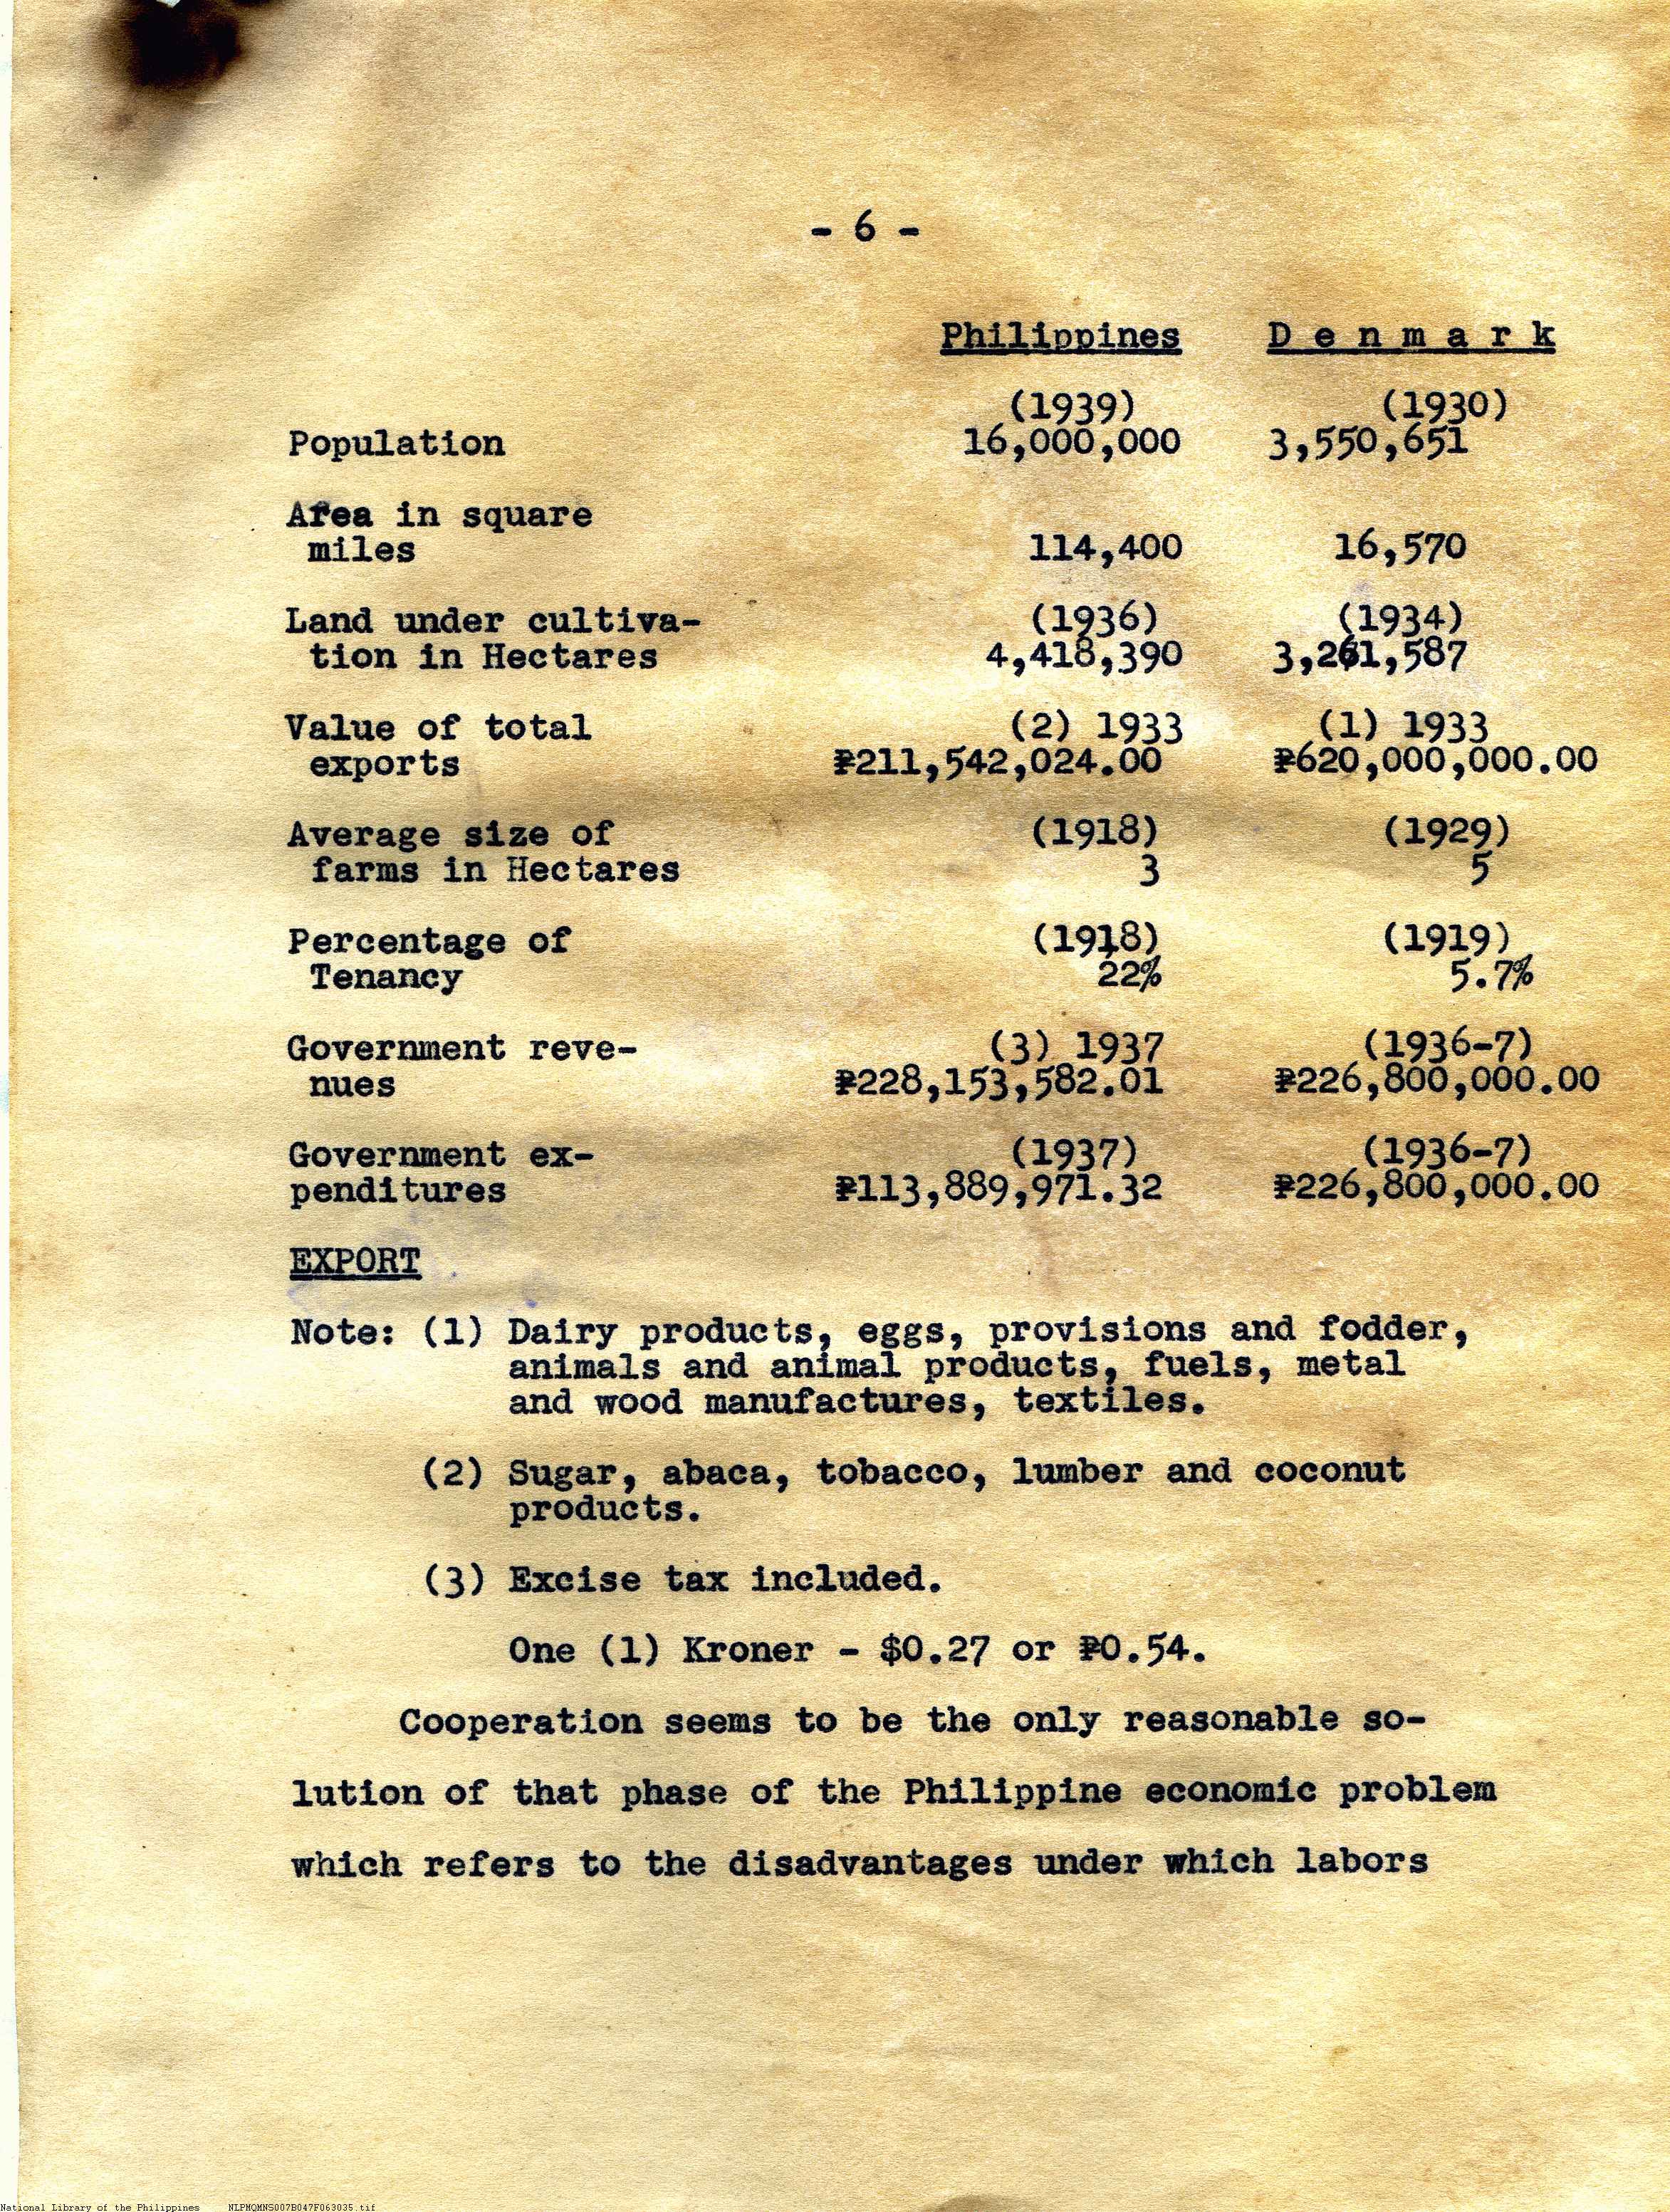 - 6 -
Philippines D e n m a r k
(1939) (1930)
Population 16,000,000 3,550,651
Area in square
miles 114,400 16,570
Land under cultiva- (1936) (1934)
tion in Hectares 4,418,390 3,261,587
Value of total (2) 1933 (1) 1933
exports ₱211,542,024.00 ₱620,000,000.00
Average size of (1918) (1929)
farms in Hectares 3 5
Percentage of (1918) (1919)
Tenancy 22% 5.7%
Government reve- (3) 1937 (1936-7)
nues ₱228,153,582.01 ₱226,800,000.00
Government ex- (1937) (1936-7)
penditures ₱113,889,971.32 ₱226,800,000.00
EXPORT
Note: (1) Dairy products, eggs, provisions and fodder,
animals and animal products, fuels, metal
and wood manufactures, textiles.
(2) Sugar, abaca, tobacco, lumber and coconut
products.
(3) Excise tax included.
One (1) Kroner - $0.27 or ₱0.54.
Cooperation seems to be the only reasonable so-
lution of that phase of the Philippine economic problem
which refers to the disadvantages under which labors
National Library of the Philippines NLPMQMNS007B047F063035.tif